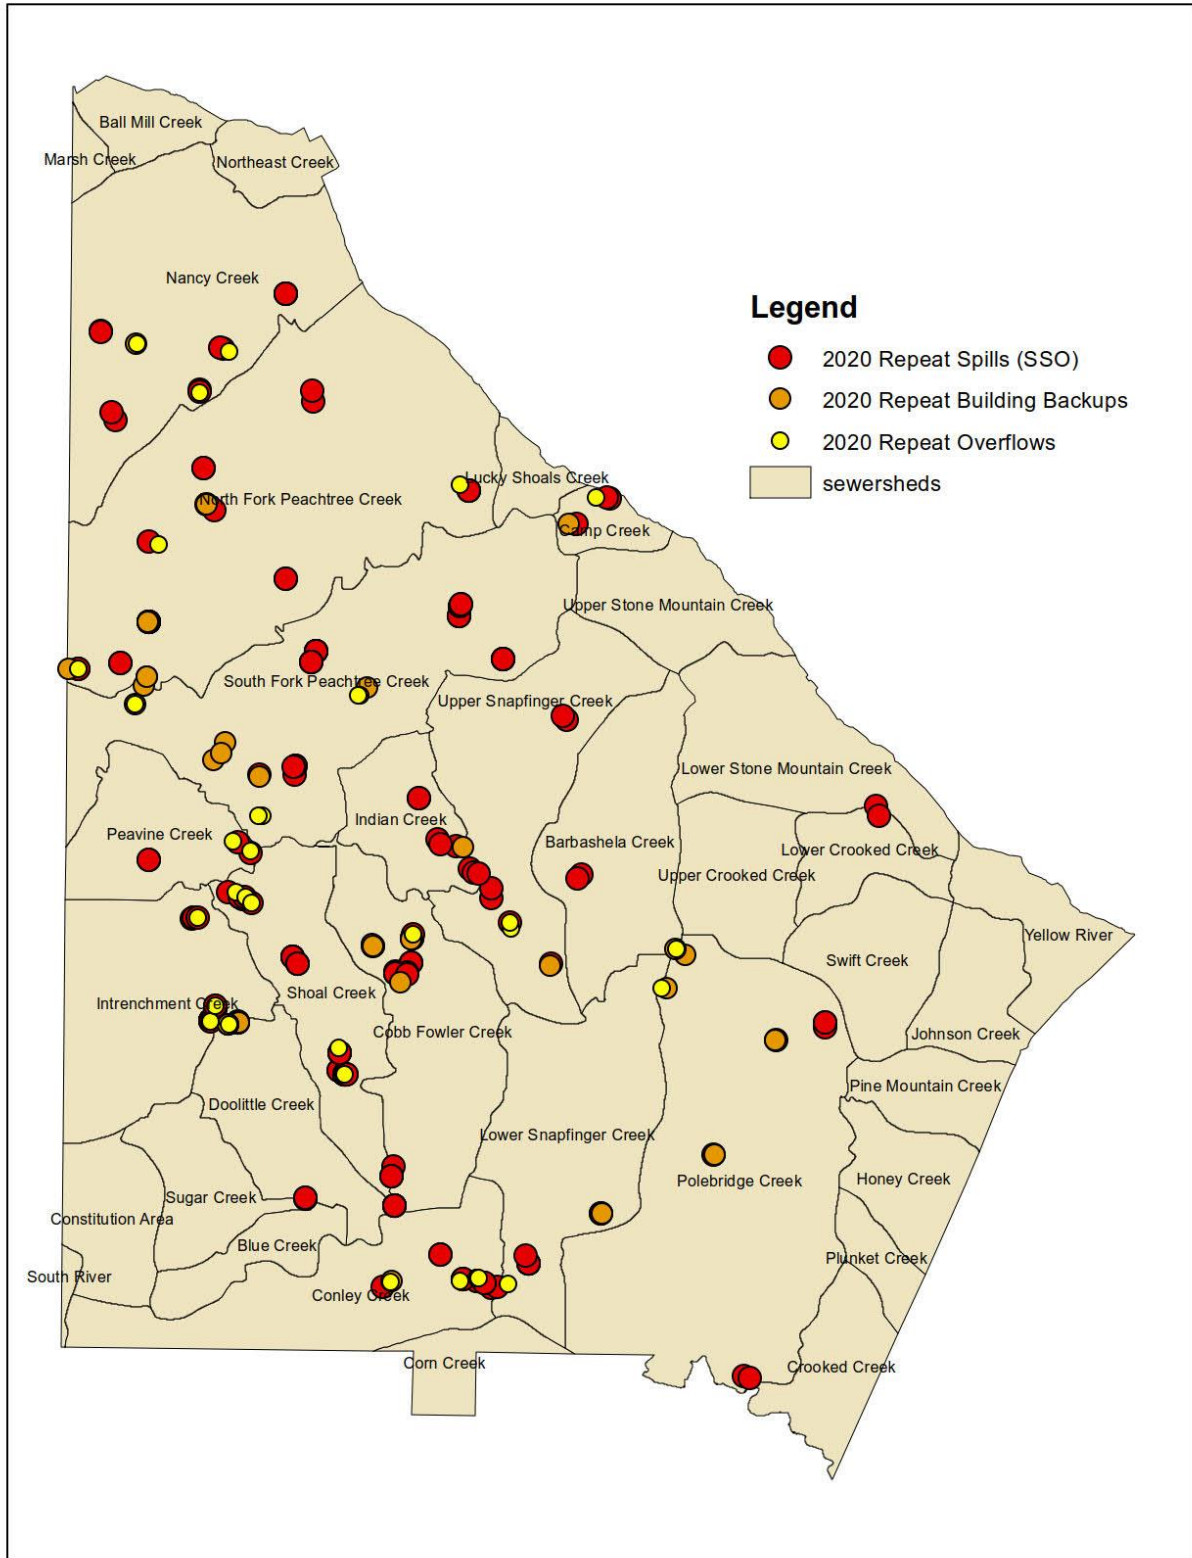 Ball Mill Creek
Marsh Creek
Northeast Creek
Nancy Creek
Legend
2020 Repeat Spills (SSO)
2020 Repeat Building Backups
2020 Repeat Overflows
sewersheds
Lucky Shoals Creek
North Fork Peachtree Creek
Camp Creek
Upper Stone Mountain Creek
South Fork Peachtree Creek
Upper Snapfinger Creek
Lower Stone Mountain Creek
Indian Creek
Peavine Creek
Barbashela Creek
Lower Crooked Creek
Upper Crooked Creek
Yellow River
Swift Creek
Shoal Creek
Intrenchment Creek
Cobb Fowler Creek
Johnson Creek
Pine Mountain Creek
Doolittle Creek
Lower Snapfinger Creek
Polebridge Creek
Honey Creek
Sugar Creek
Constitution Area
Blue Creek
Plunket Creek
South River
Conley Creek
Corn Creek
Crooked Creek